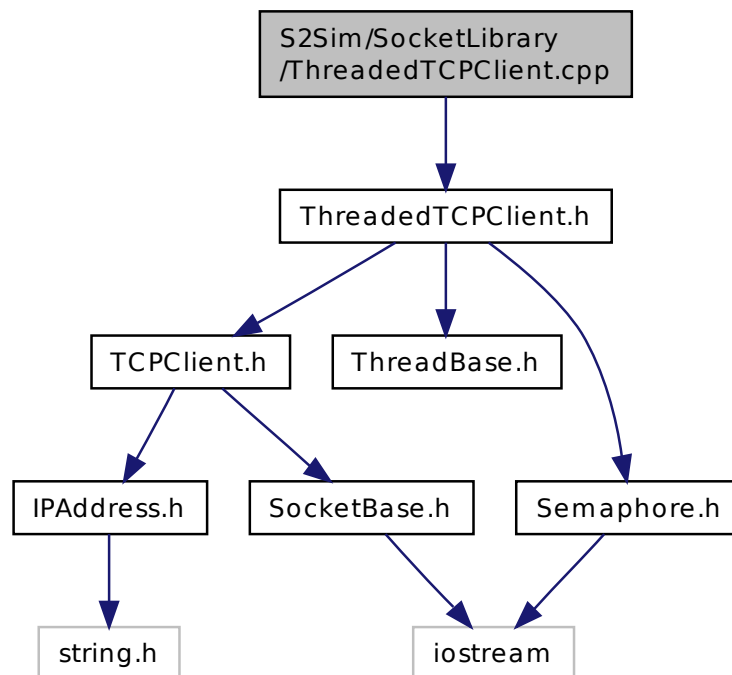 S2Sim/SocketLibrary
/ThreadedTCPClient.cpp
ThreadedTCPClient.h
TCPClient.h
ThreadBase.h
IPAddress.h
SocketBase.h
Semaphore.h
string.h
iostream